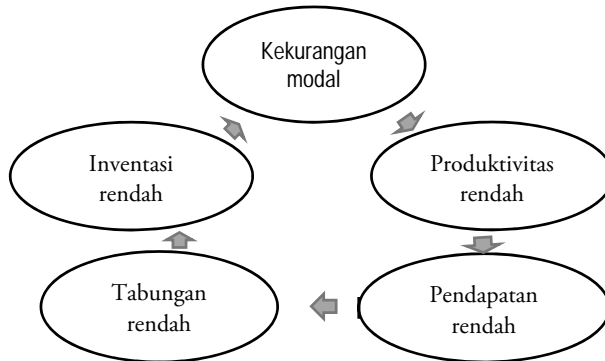 Kekurangan
modal
Inventasi
rendah
Produktivitas
rendah
Tabungan
rendah
Pendapatan
rendah